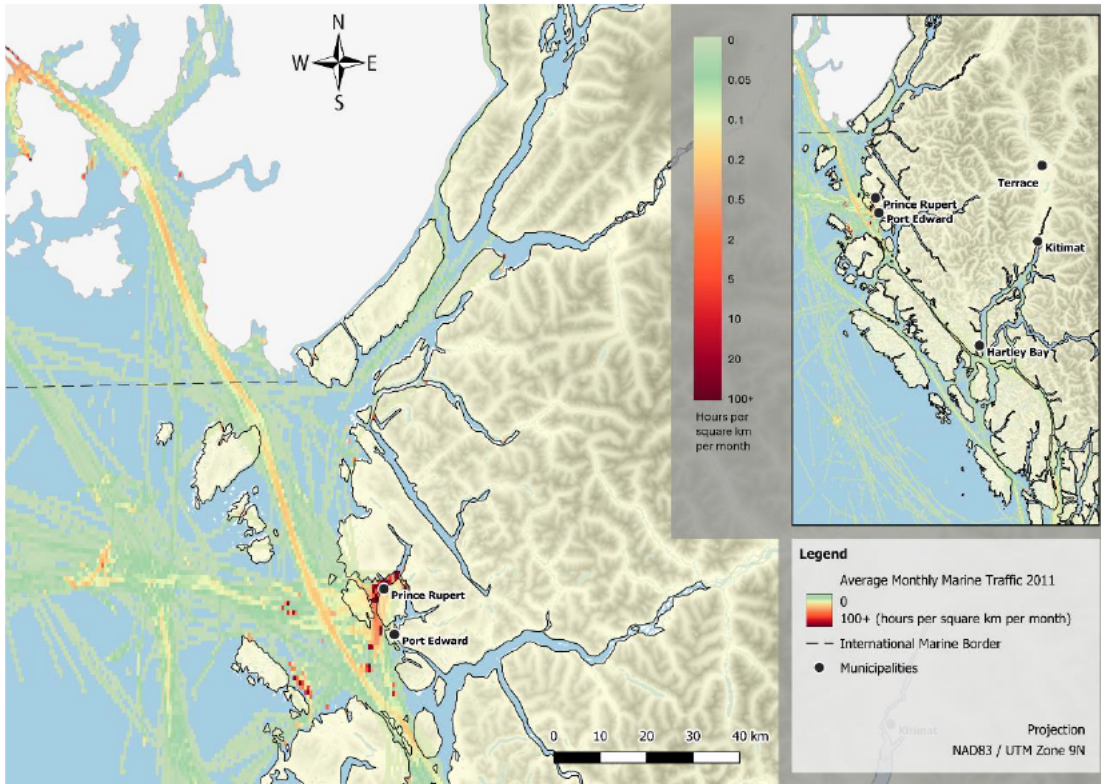 N
W E
S
0
0.05
0.1
0.2
0.5
2
5
10
20
100+
Hours per
square km
per month
Terrace
Prince Rupert
Port Edward
Kitimat
Hartley Bay
Prince Rupert
Port Edward
0 10 20 30 40 km
Legend
Average Monthly Marine Traffic 2011
0
100+ (hours per square km per month)
International Marine Border
Municipalities
Kitimat
Projection
NAD83 / UTM Zone 9N